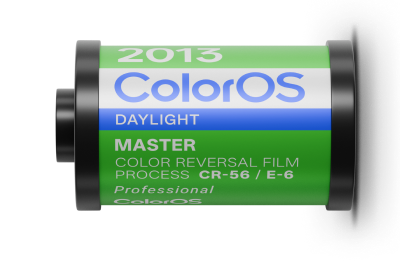 2013
ColorOS
DAYLIGHT
MASTER
COLOR REVERSAL FILM
PROCESS CR-56 / E-6
Professional
ColorOS